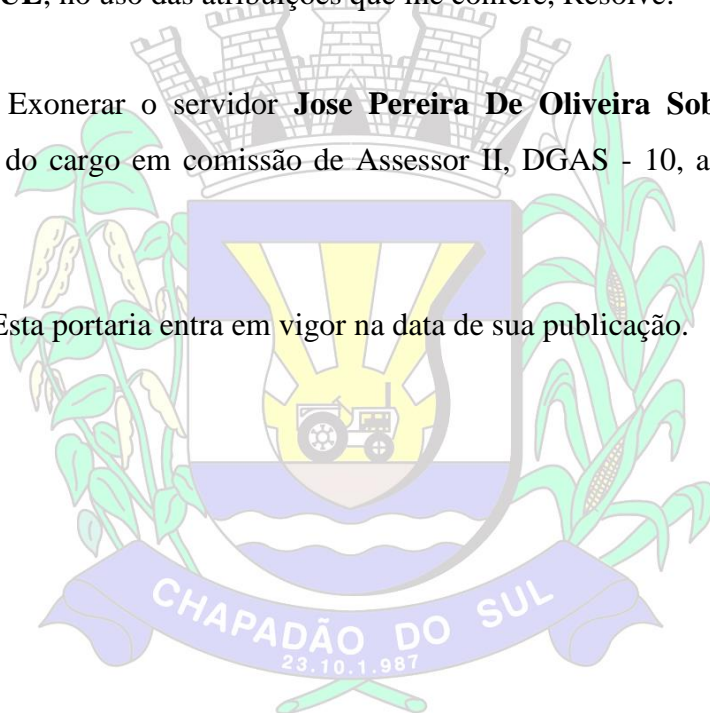 UL, no uso das atribuições que me confere, Resolve:
Exonerar o servidor Jose Pereira De Oliveira Sob
do cargo em comissão de Assessor II, DGAS - 10, a
Esta portaria entra em vigor na data de sua publicação.
CHAPADÃO DO SUL
23.10.1.987